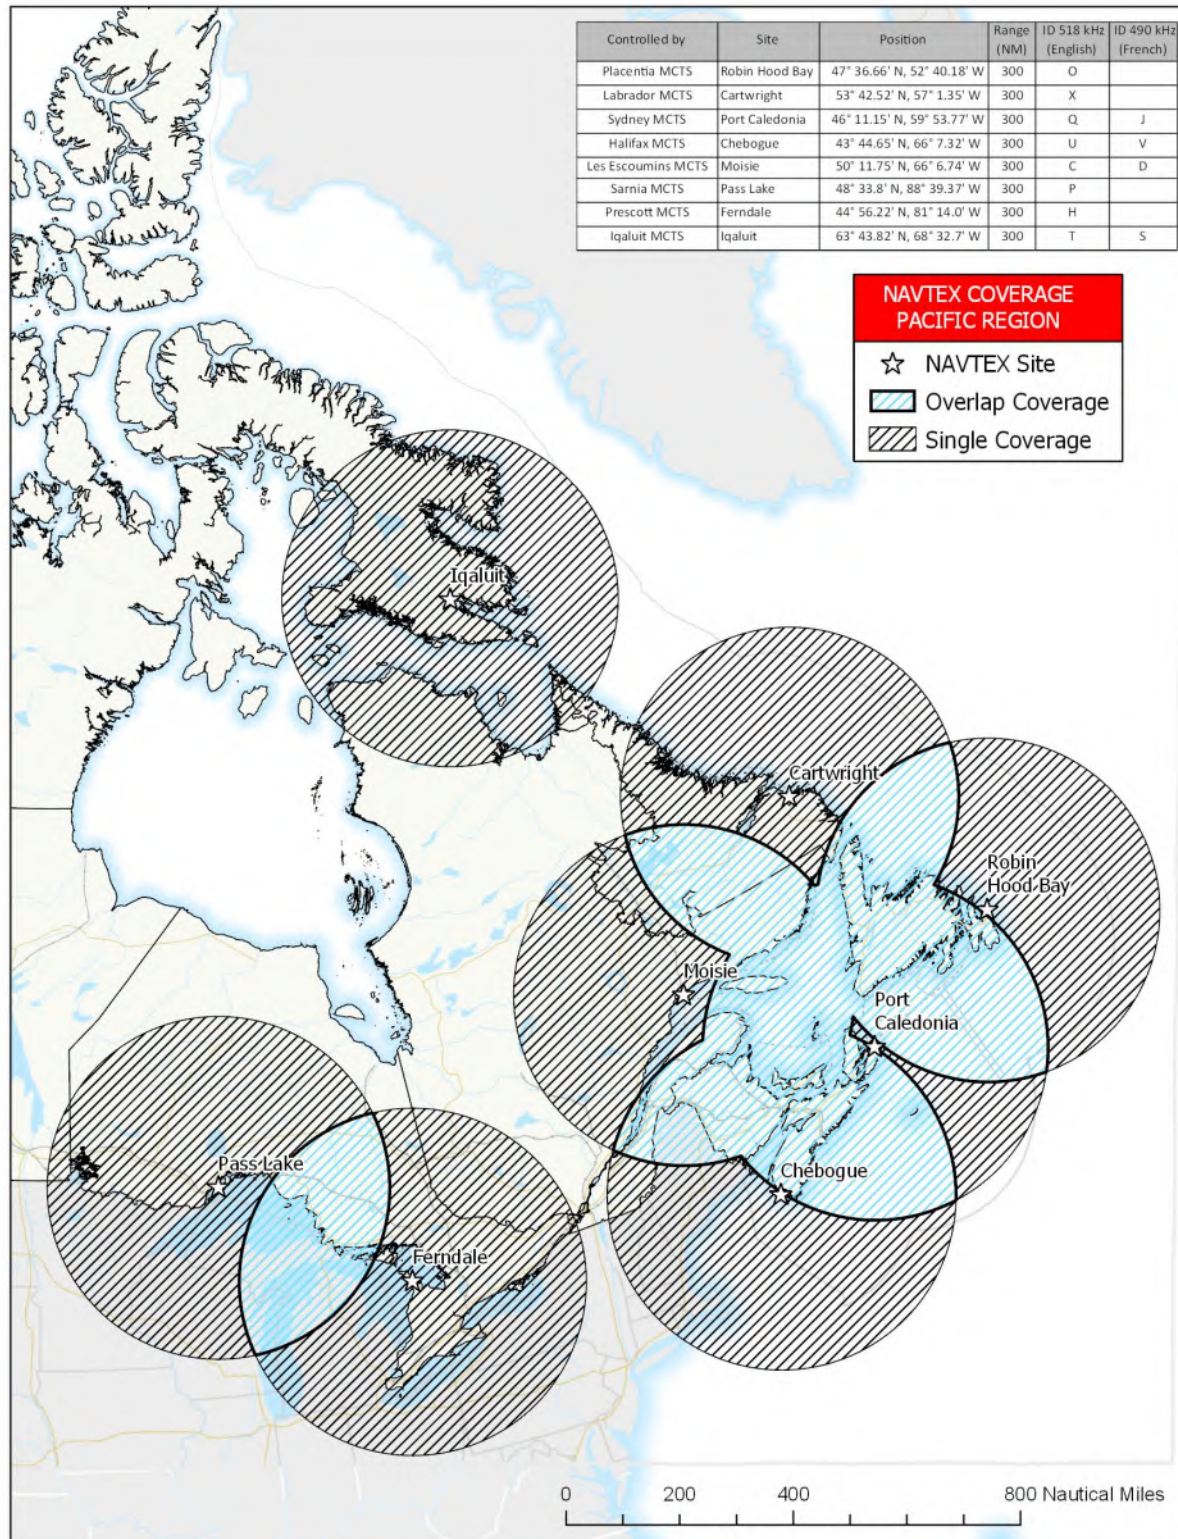 Controlled by Site Position Range (NM) ID 518 kHz (English) ID 490 kHz (French)
Placentia MCTS Robin Hood Bay 47° 36.66' N, 52° 40.18' W 300 O
Labrador MCTS Cartwright 53° 42.52' N, 57° 1.35' W 300 X
Sydney MCTS Port Caledonia 46° 11.15' N, 59° 53.77' W 300 Q J
Halifax MCTS Chebogue 43° 44.65' N, 66° 7.32' W 300 U V
Les Escoumins MCTS Moisie 50° 11.75' N, 66° 6.74' W 300 C D
Sarnia MCTS Pass Lake 48° 33.8' N, 88° 39.37' W 300 P
Prescott MCTS Ferndale 44° 56.22' N, 81° 14.0' W 300 H
Iqaluit MCTS Iqaluit 63° 43.82' N, 68° 32.7' W 300 T S
NAVTEX COVERAGE
PACIFIC REGION
NAVTEX Site
Overlap Coverage
Single Coverage
Iqaluit
Cartwright
Robin
Hood Bay
Moisie
Port
Caledonia
Pass Lake
Chebogue
Ferndale
0 200 400 800 Nautical Miles